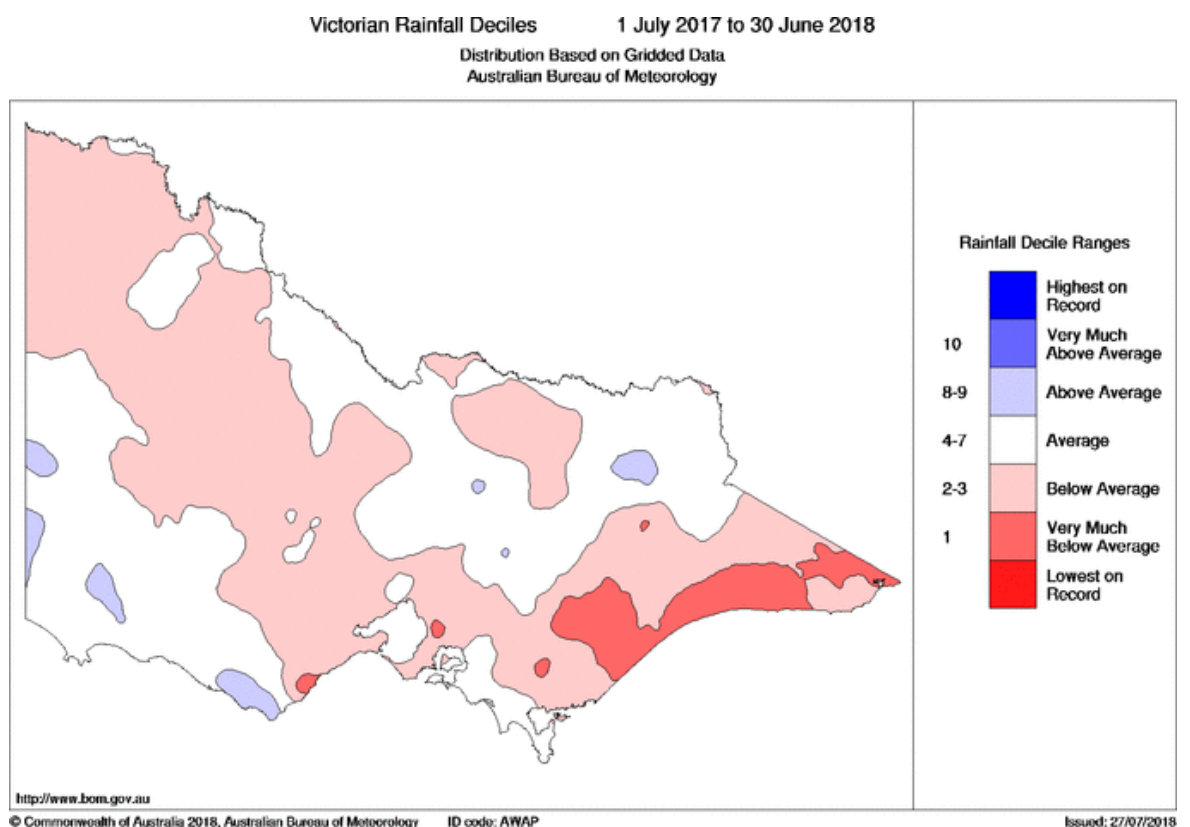 Victorian Rainfall Deciles 1 July 2017 to 30 June 2018
Distribution Based on Gridded Data
Australian Bureau of Meteorology
Rainfall Decile Ranges
Highest on
Record
10 Very Much
Above Average
8-9 Above Average
4-7 Average
2-3 Below Average
1 Very Much
Below Average
Lowest on
Record
http://www.bom.gov.au
© Commonwealth of Australia 2018, Australian Bureau of Meteorology ID code: AWAP Issued: 27/07/2018